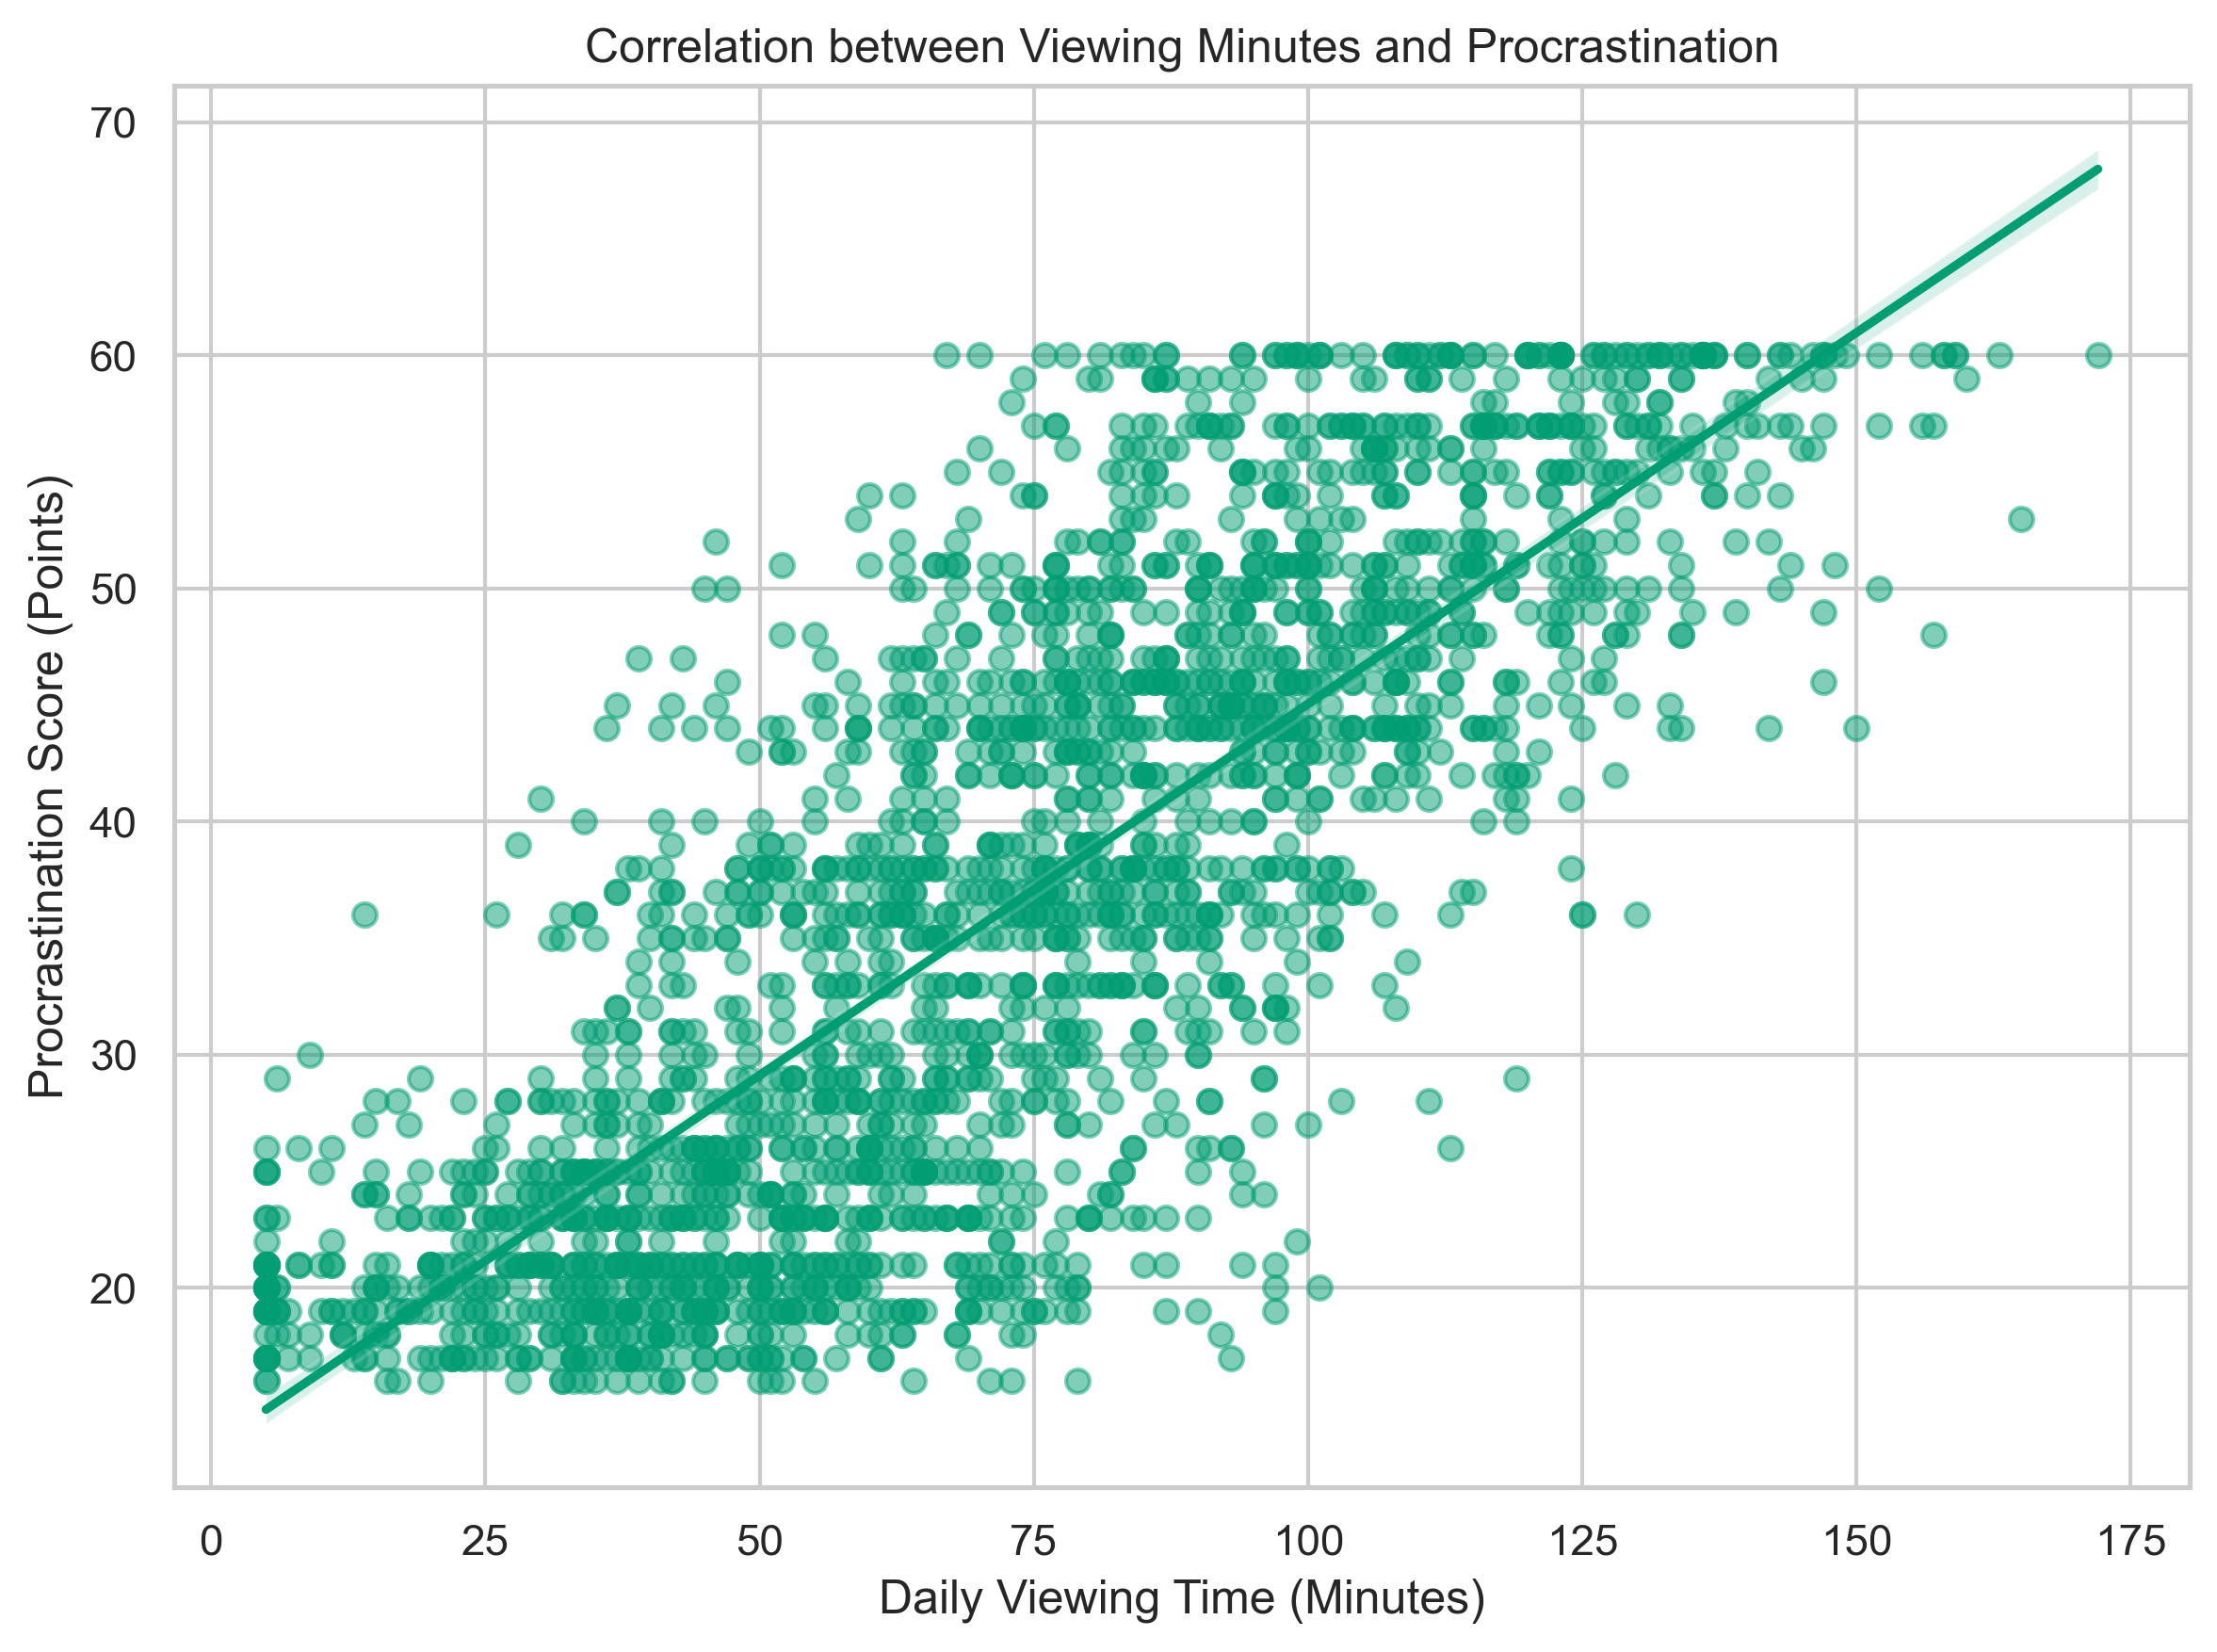 Correlation between Viewing Minutes and Procrastination
70
60
50
40
30
20
Procrastination Score (Points)
0 25 50 75 100 125 150 175
Daily Viewing Time (Minutes)